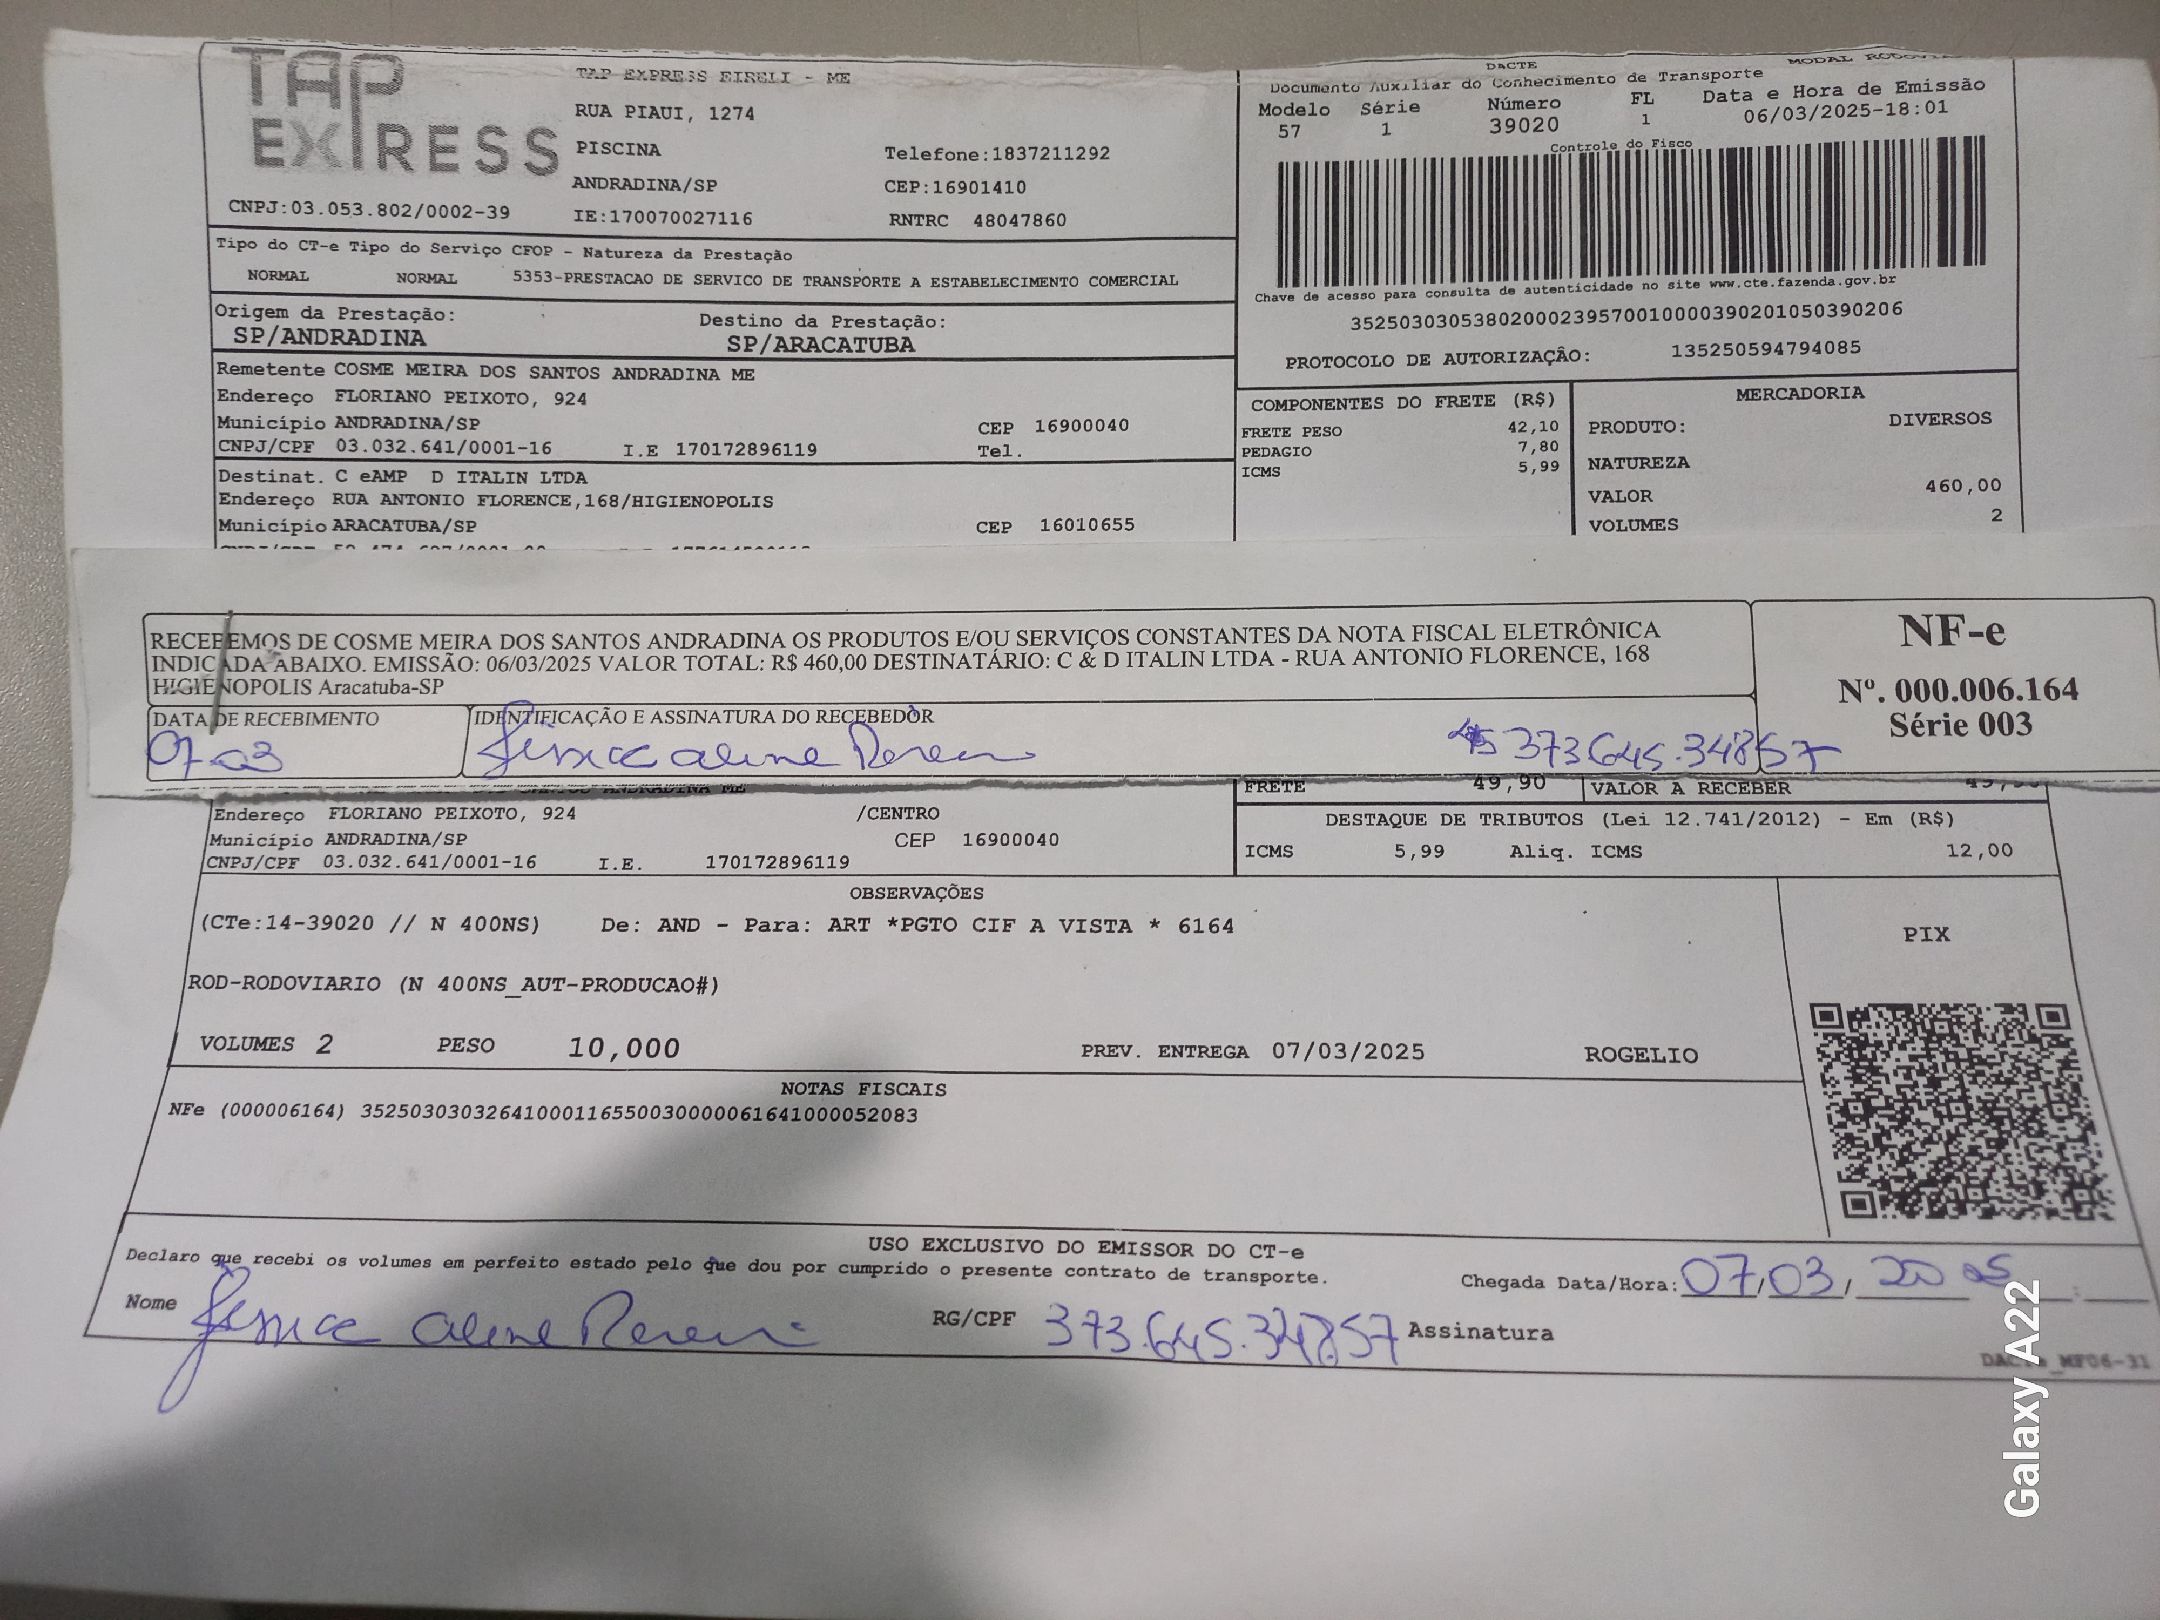 TAP
EXPRESS
TAP EXPRESS EIRELI - ME
RUA PIAUI, 1274
PISCINA Telefone:1837211292
ANDRADINA/SP CEP:16901410
CNPJ:03.053.802/0002-39 IE:170070027116 RNTRC 48047860
DACTE MODAL
Documento Auxiliar do Conhecimento de Transporte
Modelo Série Número FL Data e Hora de Emissão
57 1 39020 1 06/03/2025-18:01
Controle do Fisco
Chave de acesso para consulta de autenticidade no site www.cte.fazenda.gov.br
35250303053802000239570010000390201050390206
PROTOCOLO DE AUTORIZAÇÃO: 135250594794085
Tipo do CT-e Tipo do Serviço CFOP - Natureza da Prestação
NORMAL NORMAL 5353-PRESTACAO DE SERVICO DE TRANSPORTE A ESTABELECIMENTO COMERCIAL
Origem da Prestação: Destino da Prestação:
SP/ANDRADINA SP/ARACATUBA
Remetente COSME MEIRA DOS SANTOS ANDRADINA ME
Endereço FLORIANO PEIXOTO, 924
Município ANDRADINA/SP CEP 16900040
CNPJ/CPF 03.032.641/0001-16 I.E 170172896119 Tel.
Destinat. C eAMP D ITALIN LTDA
Endereço RUA ANTONIO FLORENCE,168/HIGIENOPOLIS
Município ARACATUBA/SP CEP 16010655
COMPONENTES DO FRETE (R$)
FRETE PESO 42,10
PEDAGIO 7,80
ICMS 5,99
MERCADORIA
PRODUTO: DIVERSOS
NATUREZA
VALOR 460,00
VOLUMES 2
RECEBEMOS DE COSME MEIRA DOS SANTOS ANDRADINA OS PRODUTOS E/OU SERVIÇOS CONSTANTES DA NOTA FISCAL ELETRÔNICA
INDICADA ABAIXO. EMISSÃO: 06/03/2025 VALOR TOTAL: R$ 460,00 DESTINATÁRIO: C & D ITALIN LTDA - RUA ANTONIO FLORENCE, 168
HIGIENOPOLIS Aracatuba-SP
DATA DE RECEBIMENTO IDENTIFICAÇÃO E ASSINATURA DO RECEBEDOR
07-03 Jessica aline Pereira 373645.34857
NF-e
Nº. 000.006.164
Série 003
FRETE 49,90 VALOR A RECEBER
Endereço FLORIANO PEIXOTO, 924 /CENTRO
Município ANDRADINA/SP CEP 16900040
CNPJ/CPF 03.032.641/0001-16 I.E. 170172896119
DESTAQUE DE TRIBUTOS (Lei 12.741/2012) - Em (R$)
ICMS 5,99 Aliq. ICMS 12,00
OBSERVAÇÕES
(CTe:14-39020 // N 400NS) De: AND - Para: ART *PGTO CIF A VISTA * 6164
ROD-RODOVIARIO (N 400NS_AUT-PRODUCAO#)
VOLUMES 2 PESO 10,000 PREV. ENTREGA 07/03/2025 ROGELIO
PIX
NOTAS FISCAIS
NFe (000006164) 35250303032641000116550030000061641000052083
USO EXCLUSIVO DO EMISSOR DO CT-e
Declaro que recebi os volumes em perfeito estado pelo que dou por cumprido o presente contrato de transporte.
Chegada Data/Hora: 07/03/2025
Nome Jessica aline Pereira RG/CPF 373.645.34857 Assinatura
Galaxy A22